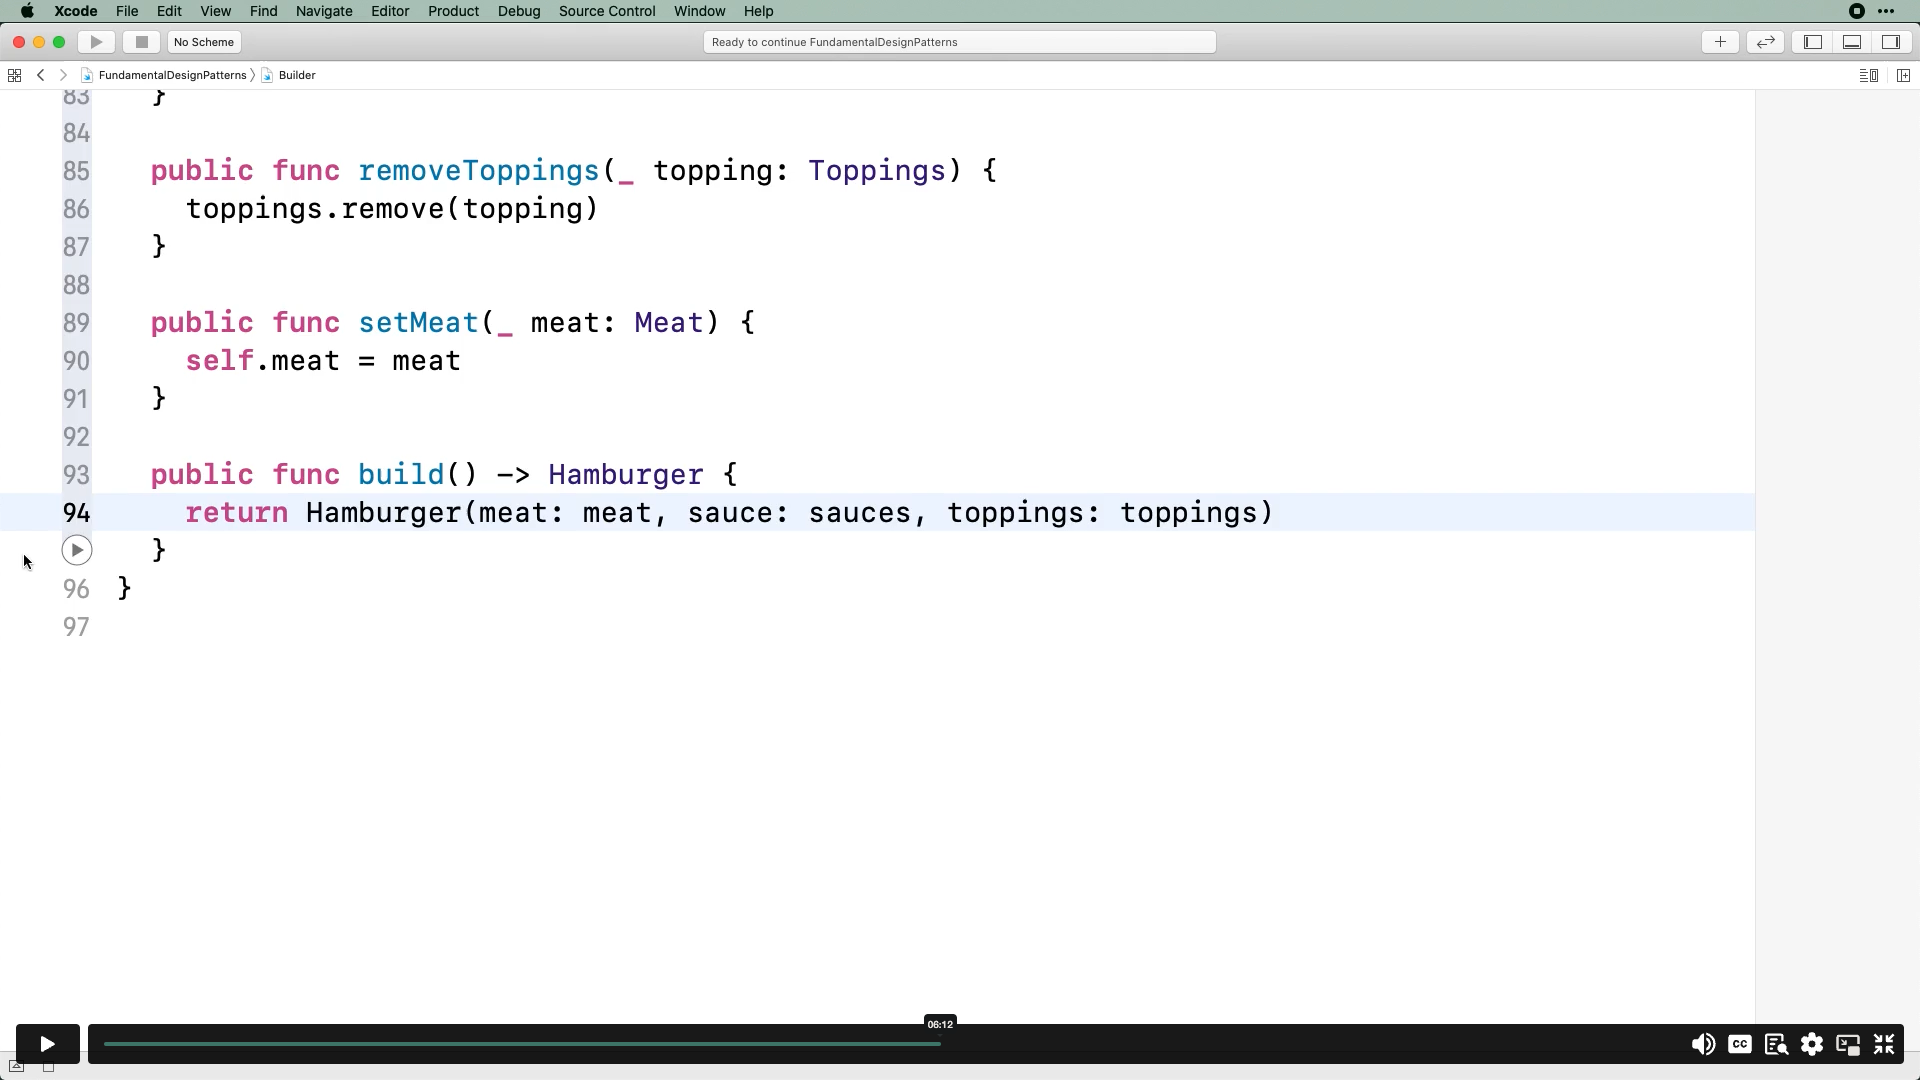 Xcode File Edit View Find Navigate Editor Product Debug Source Control Window Help
No Scheme
Ready to continue FundamentalDesignPatterns
FundamentalDesignPatterns 〉 Builder
83 }
84
85 public func removeToppings(_ topping: Toppings) {
86 toppings.remove(topping)
87 }
88
89 public func setMeat(_ meat: Meat) {
90 self.meat = meat
91 }
92
93 public func build() -> Hamburger {
94 return Hamburger(meat: meat, sauce: sauces, toppings: toppings)
}
96 }
97
06:12
CC